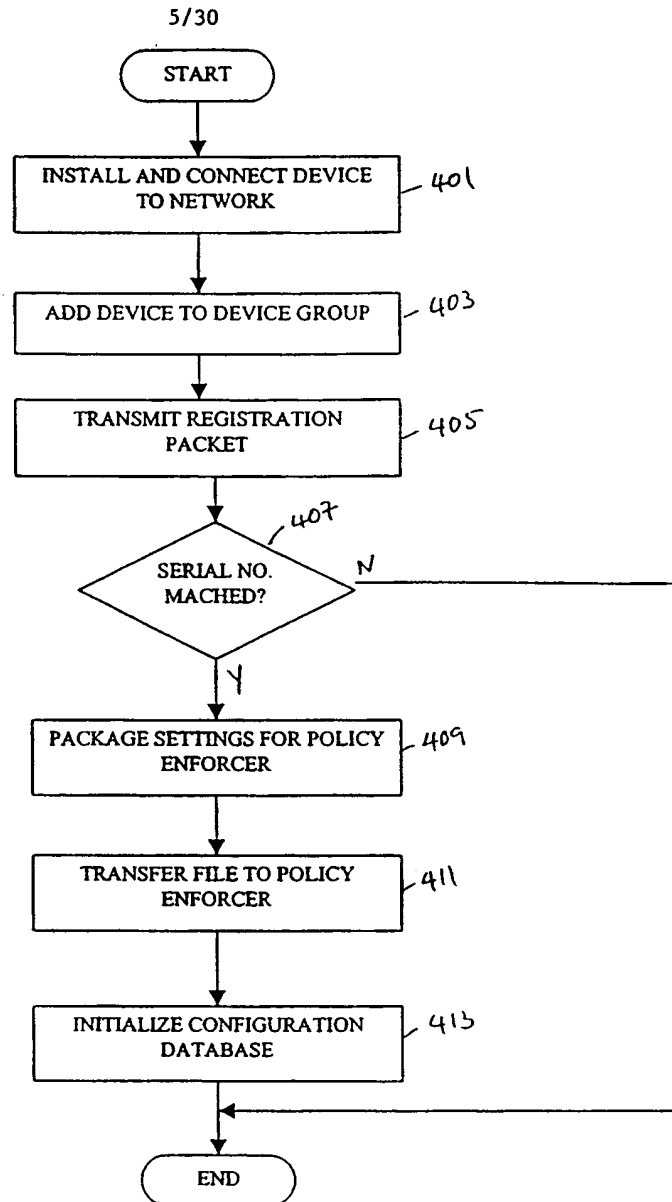 5/30
START
INSTALL AND CONNECT DEVICE
TO NETWORK
401
ADD DEVICE TO DEVICE GROUP
403
TRANSMIT REGISTRATION
PACKET
405
407
SERIAL NO.
MACHED?
N
Y
PACKAGE SETTINGS FOR POLICY
ENFORCER
409
TRANSFER FILE TO POLICY
ENFORCER
411
INITIALIZE CONFIGURATION
DATABASE
413
END